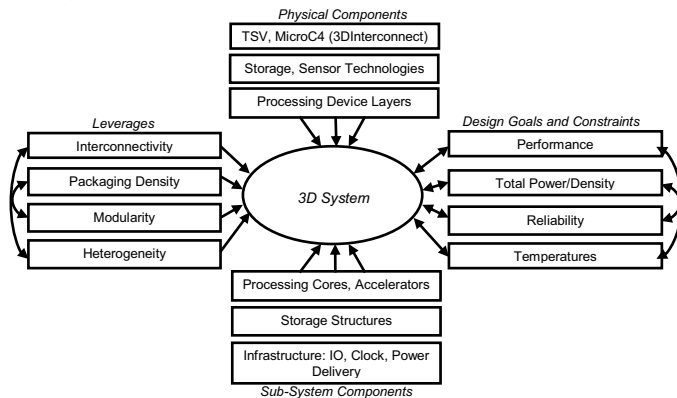 Physical Components
TSV, MicroC4 (3DInterconnect)
Storage, Sensor Technologies
Processing Device Layers
Leverages
Interconnectivity
Packaging Density
Modularity
Heterogeneity
3D System
Design Goals and Constraints
Performance
Total Power/Density
Reliability
Temperatures
Processing Cores, Accelerators
Storage Structures
Infrastructure: IO, Clock, Power
Delivery
Sub-System Components